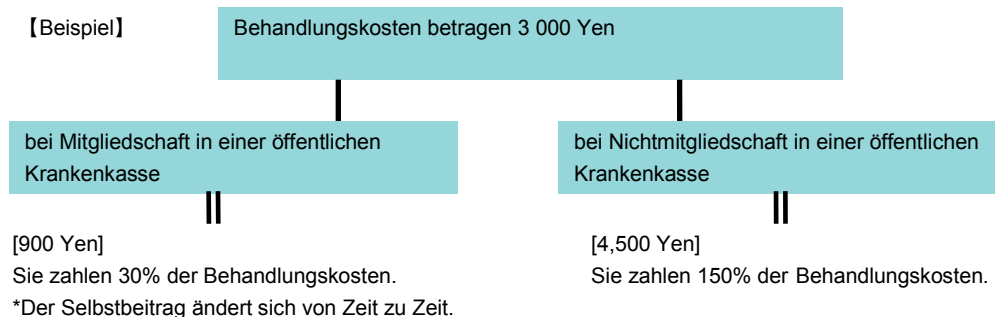 【Beispiel】
Behandlungskosten betragen 3 000 Yen
bei Mitgliedschaft in einer öffentlichen
Krankenkasse
bei Nichtmitgliedschaft in einer öffentlichen
Krankenkasse
[900 Yen]
Sie zahlen 30% der Behandlungskosten.
*Der Selbstbeitrag ändert sich von Zeit zu Zeit.
[4,500 Yen]
Sie zahlen 150% der Behandlungskosten.